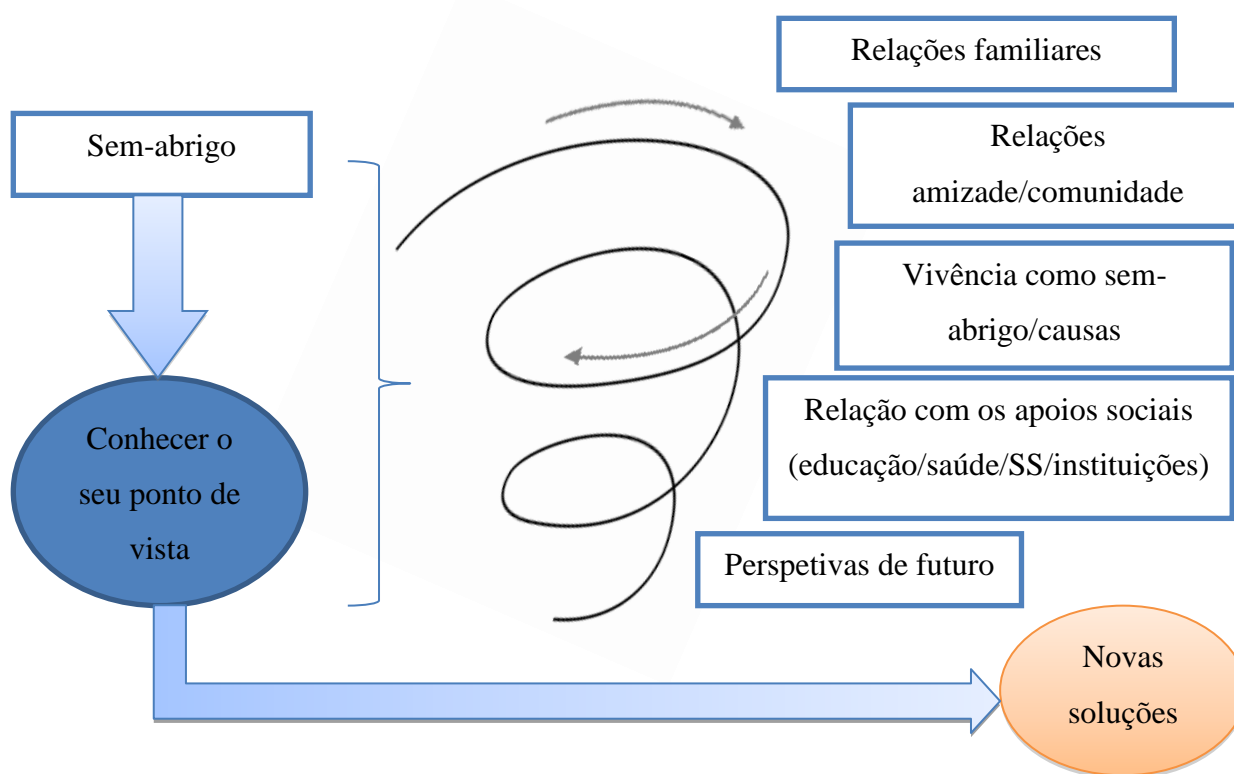 Sem-abrigo
Conhecer o
seu ponto de
vista
Relações familiares
Relações
amizade/comunidade
Vivência como sem-
abrigo/causas
Relação com os apoios sociais
(educação/saúde/SS/instituições)
Perspetivas de futuro
Novas
soluções